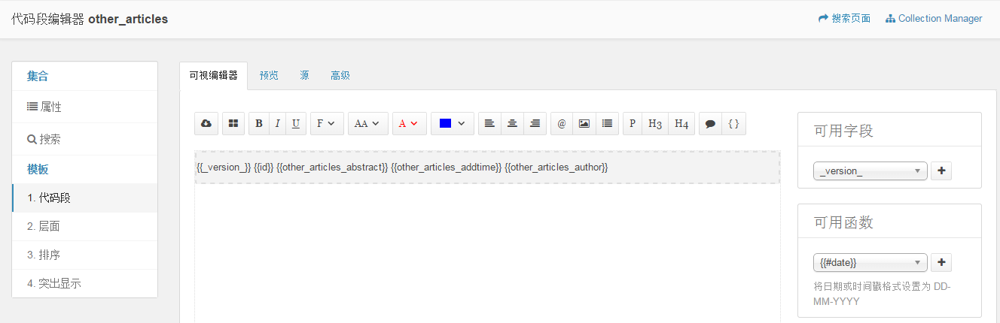 代码段编辑器 other_articles
搜索页面 Collection Manager
集合
属性
搜索
模板
1. 代码段
2. 层面
3. 排序
4. 突出显示
可视编辑器 预览 源 高级
B I U F AA A @ P H3 H4 { }
{{_version_}} {{id}} {{other_articles_abstract}} {{other_articles_addtime}} {{other_articles_author}}
可用字段
_version_
可用函数
{{#date}}
将日期或时间戳格式设置为 DD-
MM-YYYY